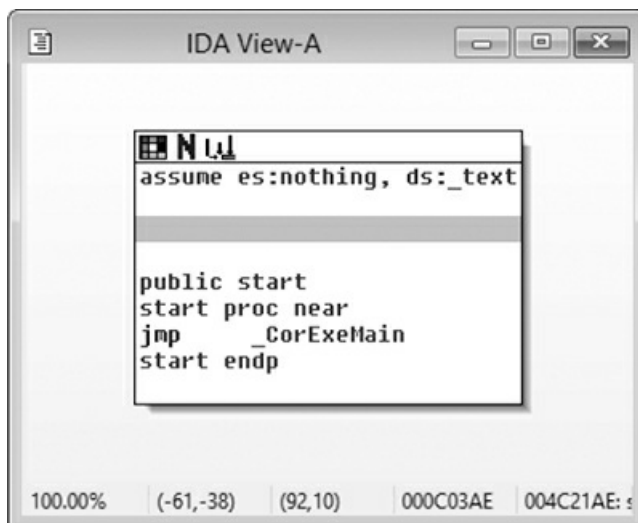 IDA View-A
assume es:nothing, ds:_text
public start
start proc near
jmp _CorExeMain
start endp
100.00% (-61,-38) (92,10) 000C03AE 004C21AE: